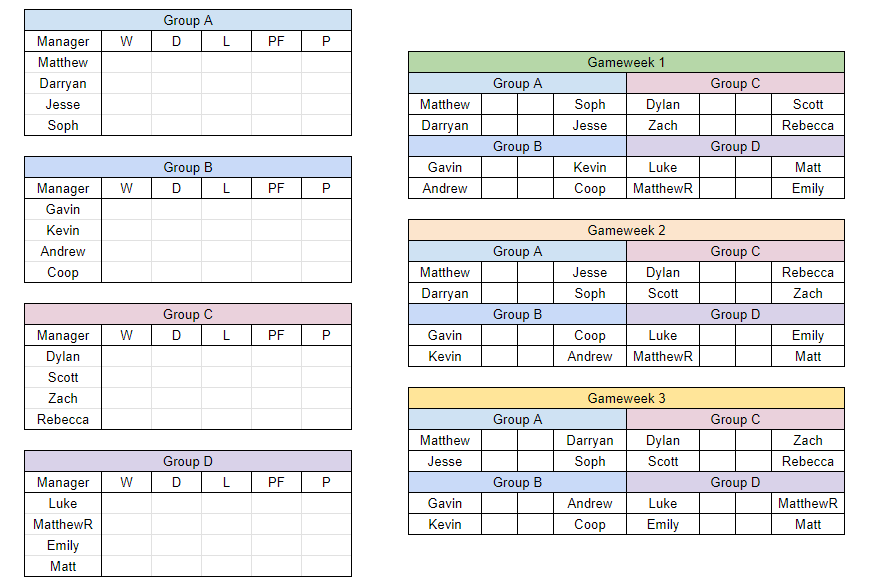 Group A
Manager W D L PF P
Matthew
Darryan
Jesse
Soph
Group B
Manager W D L PF P
Gavin
Kevin
Andrew
Coop
Group C
Manager W D L PF P
Dylan
Scott
Zach
Rebecca
Group D
Manager W D L PF P
Luke
MatthewR
Emily
Matt
Gameweek 1
Group A Group C
Matthew Soph Dylan Scott
Darryan Jesse Zach Rebecca
Group B Group D
Gavin Kevin Luke Matt
Andrew Coop MatthewR Emily
Gameweek 2
Group A Group C
Matthew Jesse Dylan Rebecca
Darryan Soph Scott Zach
Group B Group D
Gavin Coop Luke Emily
Kevin Andrew MatthewR Matt
Gameweek 3
Group A Group C
Matthew Darryan Dylan Zach
Jesse Soph Scott Rebecca
Group B Group D
Gavin Andrew Luke MatthewR
Kevin Coop Emily Matt